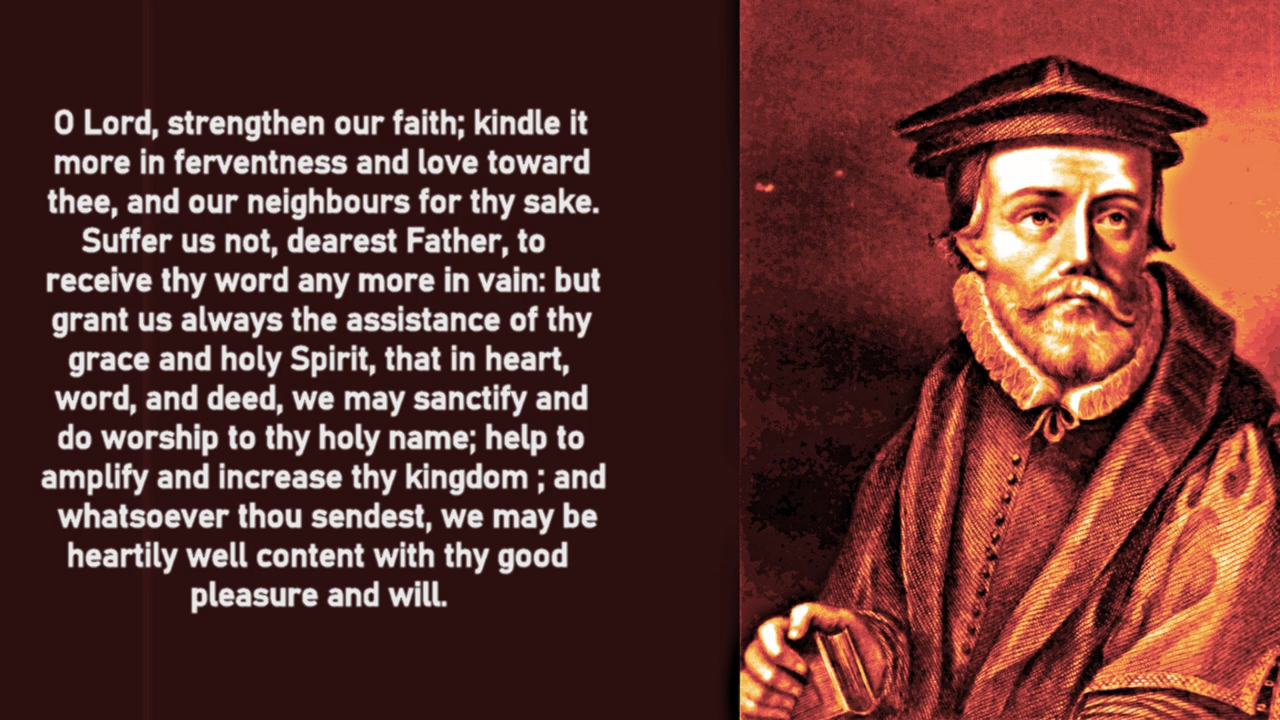 O Lord, strengthen our faith; kindle it
more in ferventness and love toward
thee, and our neighbours for thy sake.
Suffer us not, dearest Father, to
receive thy word any more in vain: but
grant us always the assistance of thy
grace and holy Spirit, that in heart,
word, and deed, we may sanctify and
do worship to thy holy name; help to
amplify and increase thy kingdom ; and
whatsoever thou sendest, we may be
heartily well content with thy good
pleasure and will.